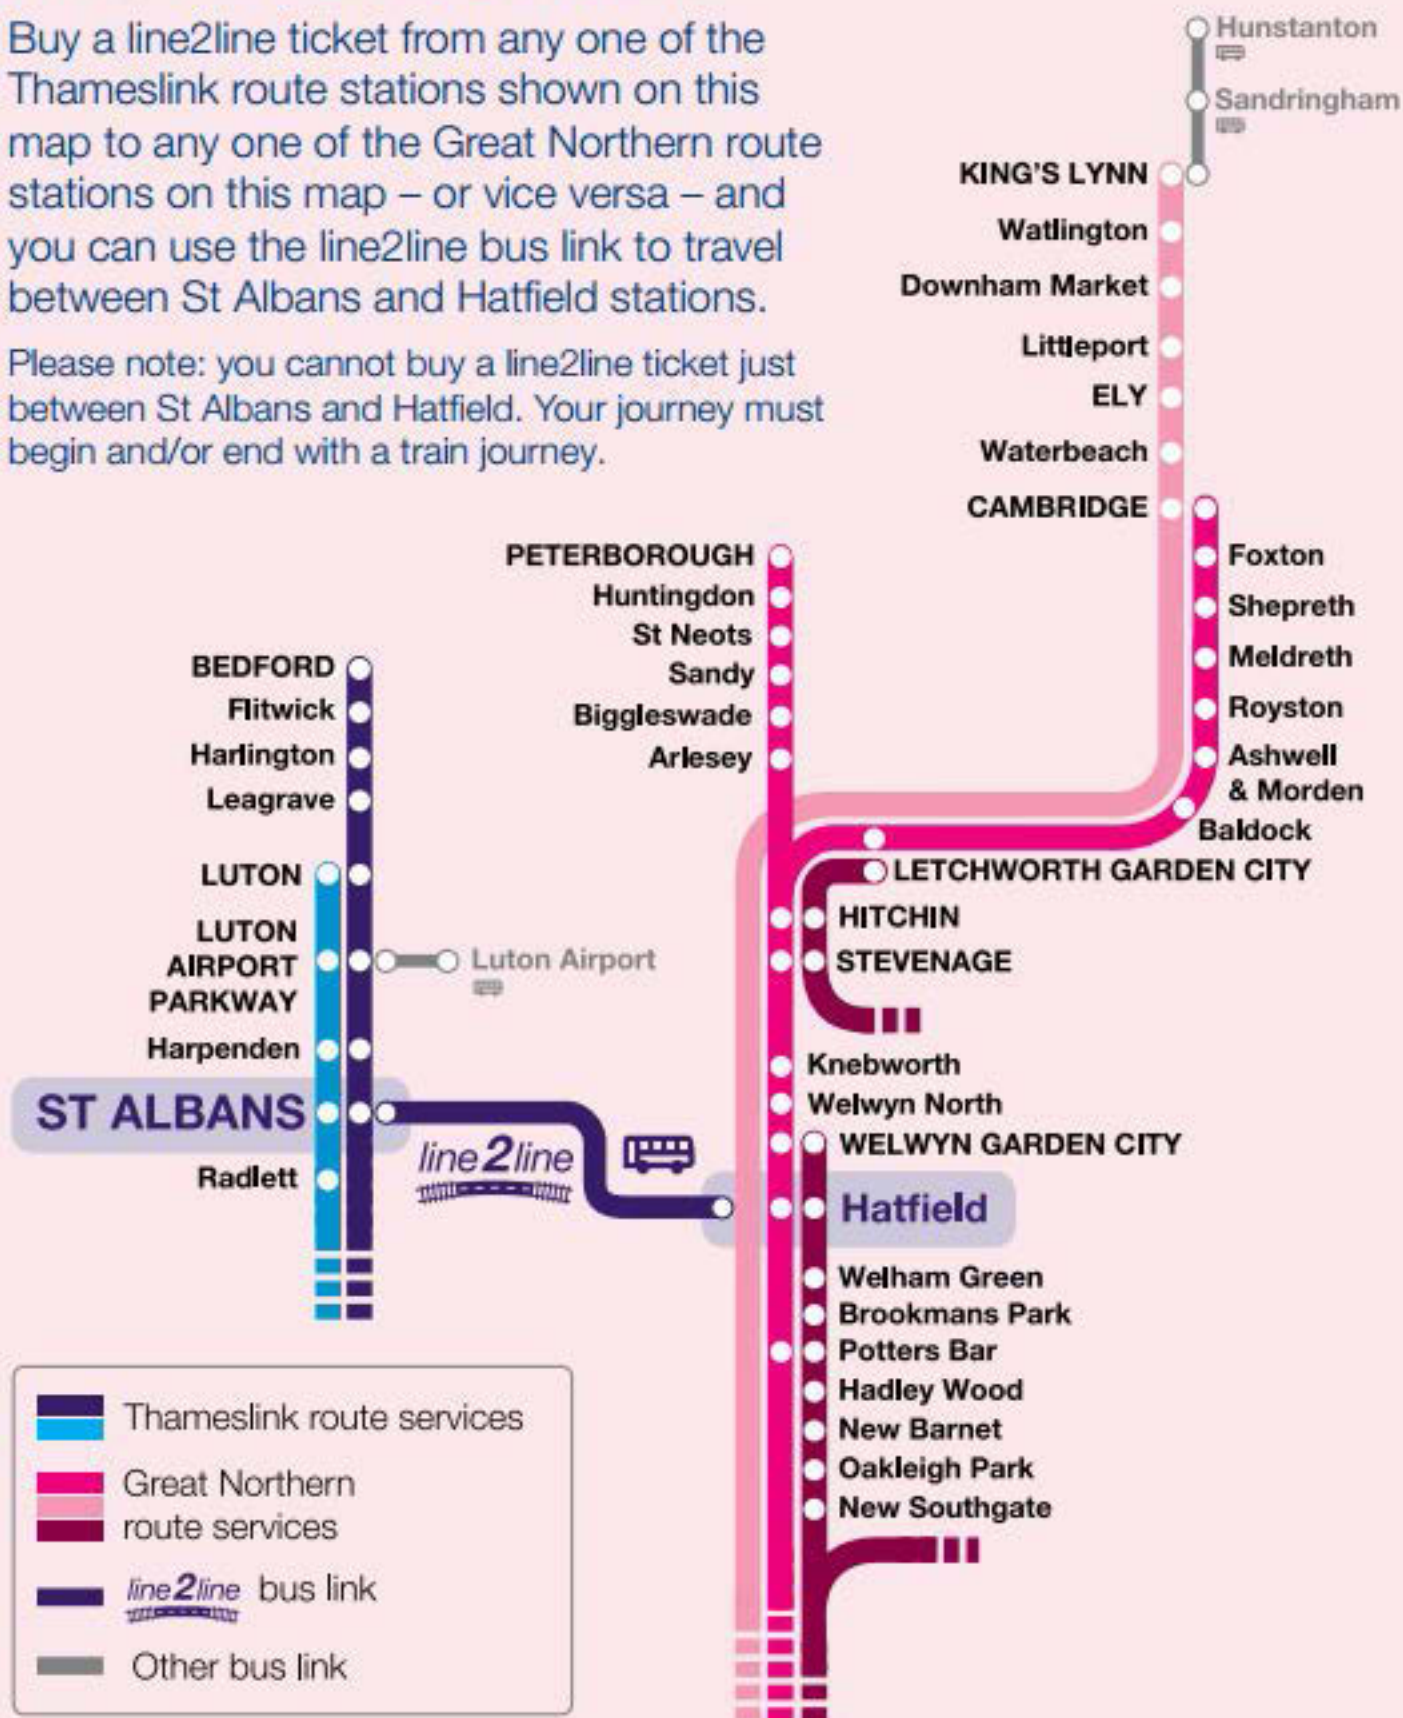 Buy a line2line ticket from any one of the
Thameslink route stations shown on this
map to any one of the Great Northern route
stations on this map – or vice versa – and
you can use the line2line bus link to travel
between St Albans and Hatfield stations.
Please note: you cannot buy a line2line ticket just
between St Albans and Hatfield. Your journey must
begin and/or end with a train journey.
Hunstanton
Sandringham
KING'S LYNN
Watlington
Downham Market
Littleport
ELY
Waterbeach
CAMBRIDGE
Foxton
Shepreth
Meldreth
Royston
Ashwell
& Morden
Baldock
LETCHWORTH GARDEN CITY
PETERBOROUGH
Huntingdon
St Neots
Sandy
Biggleswade
Arlesey
HITCHIN
STEVENAGE
Knebworth
Welwyn North
WELWYN GARDEN CITY
Hatfield
Welham Green
Brookmans Park
Potters Bar
Hadley Wood
New Barnet
Oakleigh Park
New Southgate
BEDFORD
Flitwick
Harlington
Leagrave
LUTON
LUTON
AIRPORT
PARKWAY
Luton Airport
Harpenden
ST ALBANS
line2line
Radlett
Thameslink route services
Great Northern
route services
line2line bus link
Other bus link